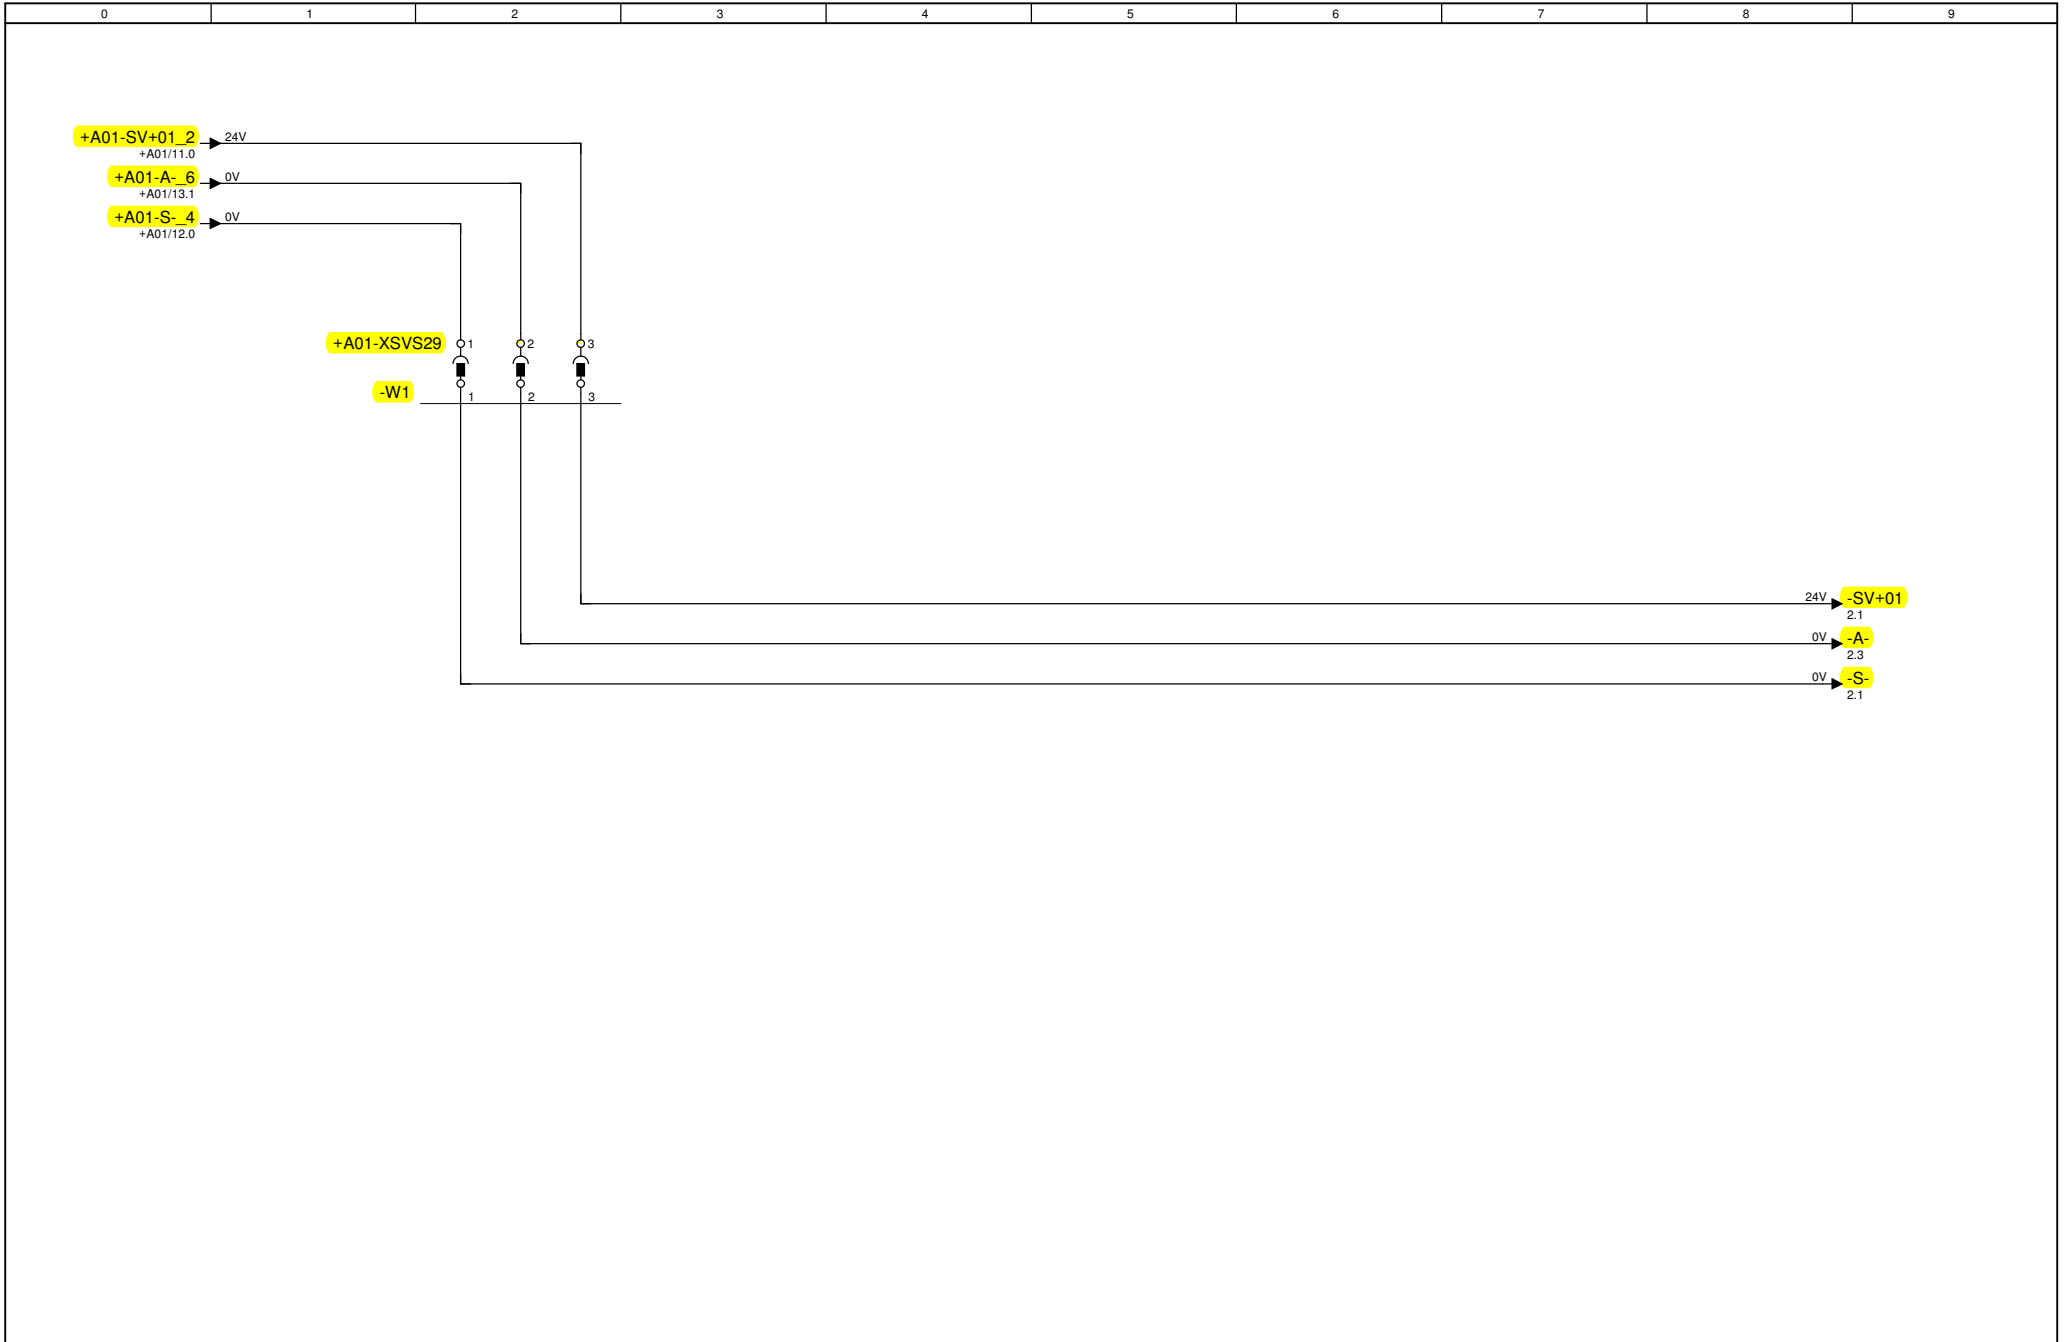 0 1 2 3 4 5 6 7 8 9
+A01-SV+01_2 24V
+A01/11.0
+A01-A-_6 0V
+A01/13.1
+A01-S-_4 0V
+A01/12.0
+A01-XSVS29 1 2 3
-W1 1 2 3
24V -SV+01
2.1
0V -A-
2.3
0V -S-
2.1